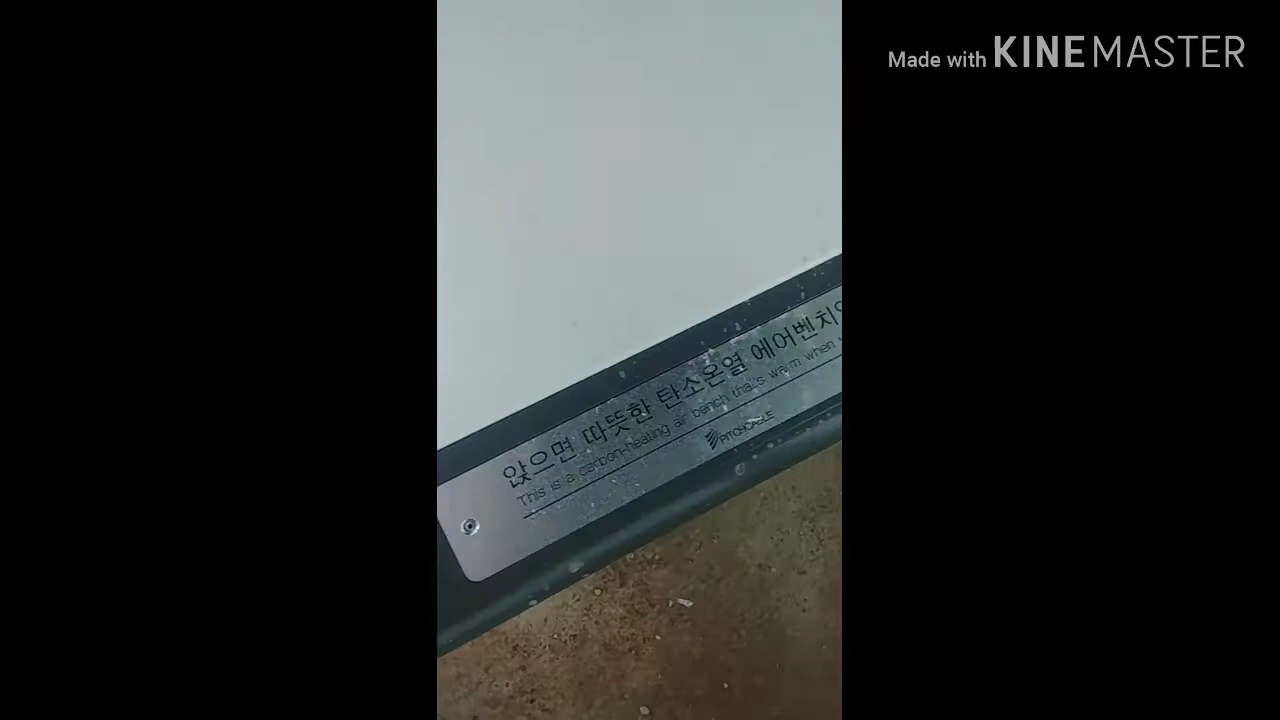 Made with KINEMASTER
앉으면 따뜻한 탄소온열 에어벤치
This is a carbon-heating air bench that's warm when
PITCHCABLE